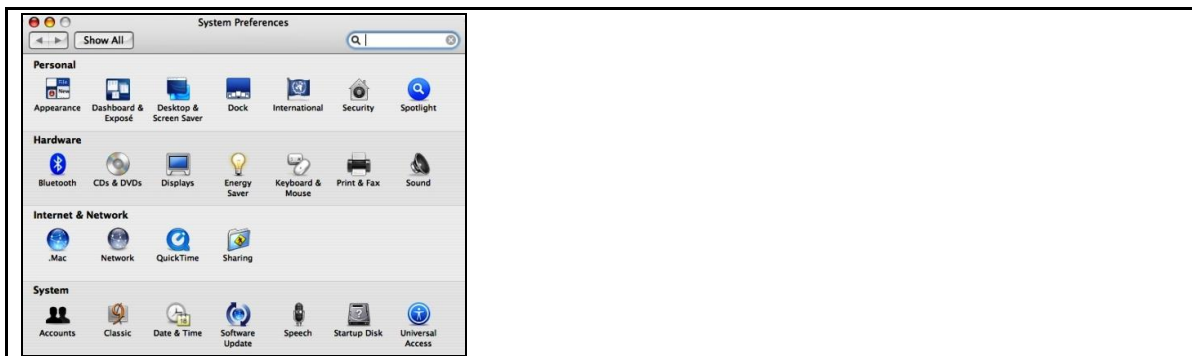 System Preferences
Show All
Personal
Appearance
Dashboard & Exposé
Desktop & Screen Saver
Dock
International
Security
Spotlight
Hardware
Bluetooth
CDs & DVDs
Displays
Energy Saver
Keyboard & Mouse
Print & Fax
Sound
Internet & Network
.Mac
Network
QuickTime
Sharing
System
Accounts
Classic
Date & Time
Software Update
Speech
Startup Disk
Universal Access